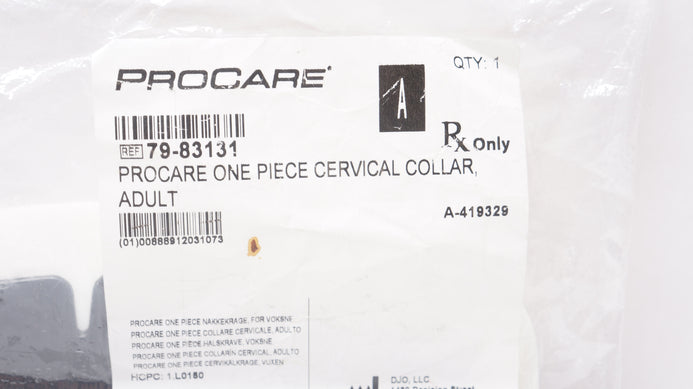 PROCARE
QTY: 1
A
Rx Only
REF 79-83131
PROCARE ONE PIECE CERVICAL COLLAR,
ADULT
A-419329
(01)00888912031073
PROCARE ONE PIECE NAKKEKRAGE, FOR VOKSNE
PROCARE ONE PIECE COLLARE CERVICALE, ADULTO
PROCARE ONE PIECE HALSKRAVE, VOKSNE
PROCARE ONE PIECE COLLARÍN CERVICAL, ADULTO
PROCARE ONE PIECE CERVIKALKRAGE, VUXEN
HCPC: 1.L0150
DJO, LLC